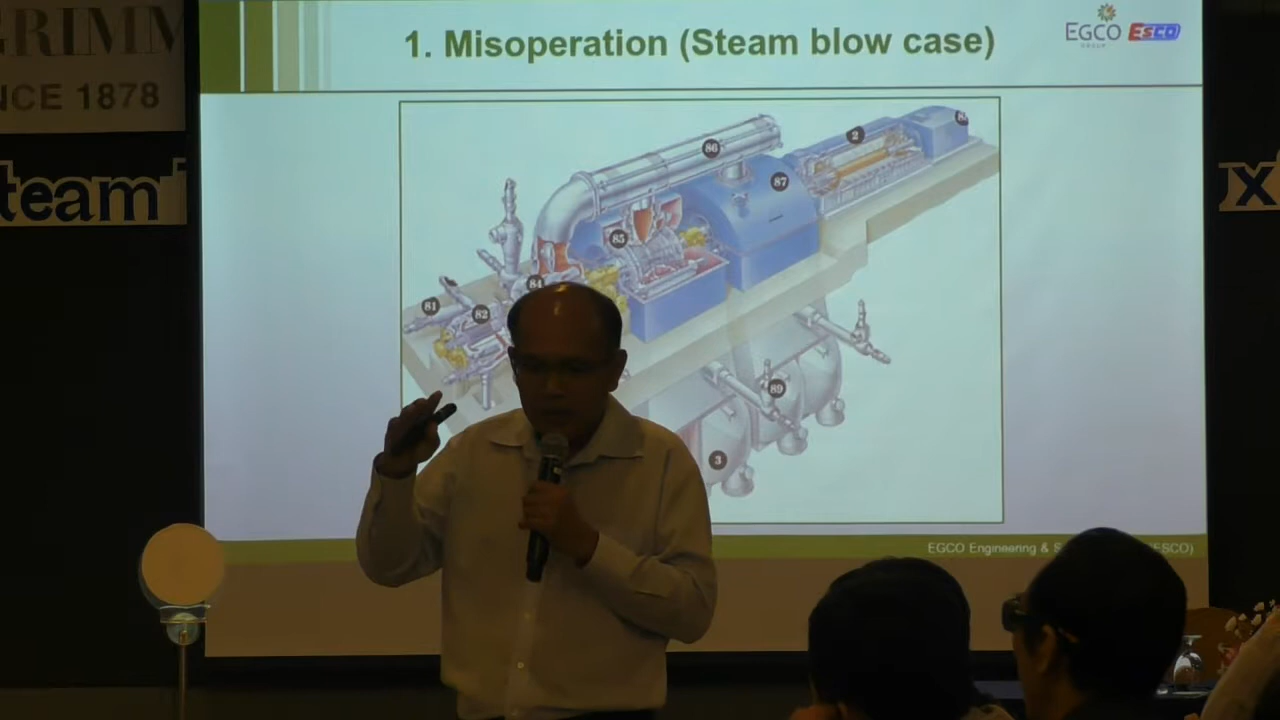 1. Misoperation (Steam blow case)
EGCO
GROUP
ESCO
NCE 1878
team
86
2
87
85
84
81
82
89
3
EGCO Engineering &
ESCO)